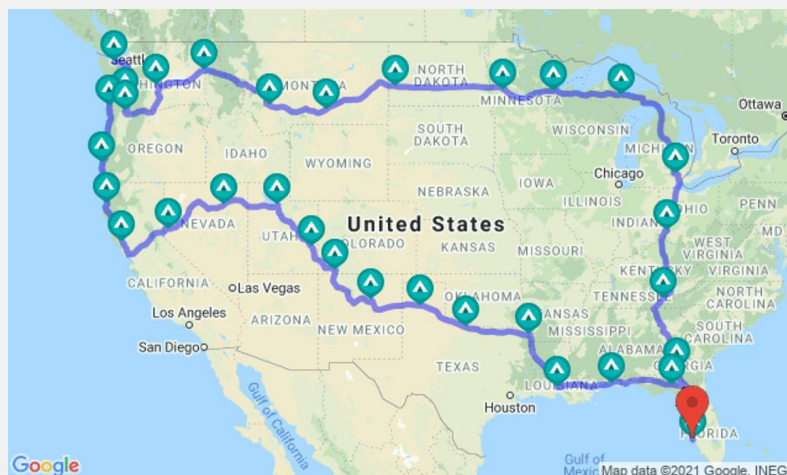 Seattle
WASHINGTON
MONTANA
NORTH
DAKOTA
MINNESOTA
Ottawa
OREGON
IDAHO
SOUTH
DAKOTA
WISCONSIN
MICHIGAN
Toronto
WYOMING
Chicago
IOWA
NEBRASKA
ILLINOIS
OHIO
PENN
NEVADA
United States
INDIANA
MD
UTAH
COLORADO
KANSAS
MISSOURI
WEST
VIRGINIA
KENTUCKY
VIRGINIA
CALIFORNIA
Las Vegas
OKLAHOMA
ARKANSAS
TENNESSEE
NORTH
CAROLINA
Los Angeles
ARIZONA
NEW MEXICO
MISSISSIPPI
SOUTH
CAROLINA
San Diego
ALABAMA
GEORGIA
TEXAS
LOUISIANA
Houston
Gulf of
California
FLORIDA
Gulf of
Mexic
Google
Map data ©2021 Google, INEG